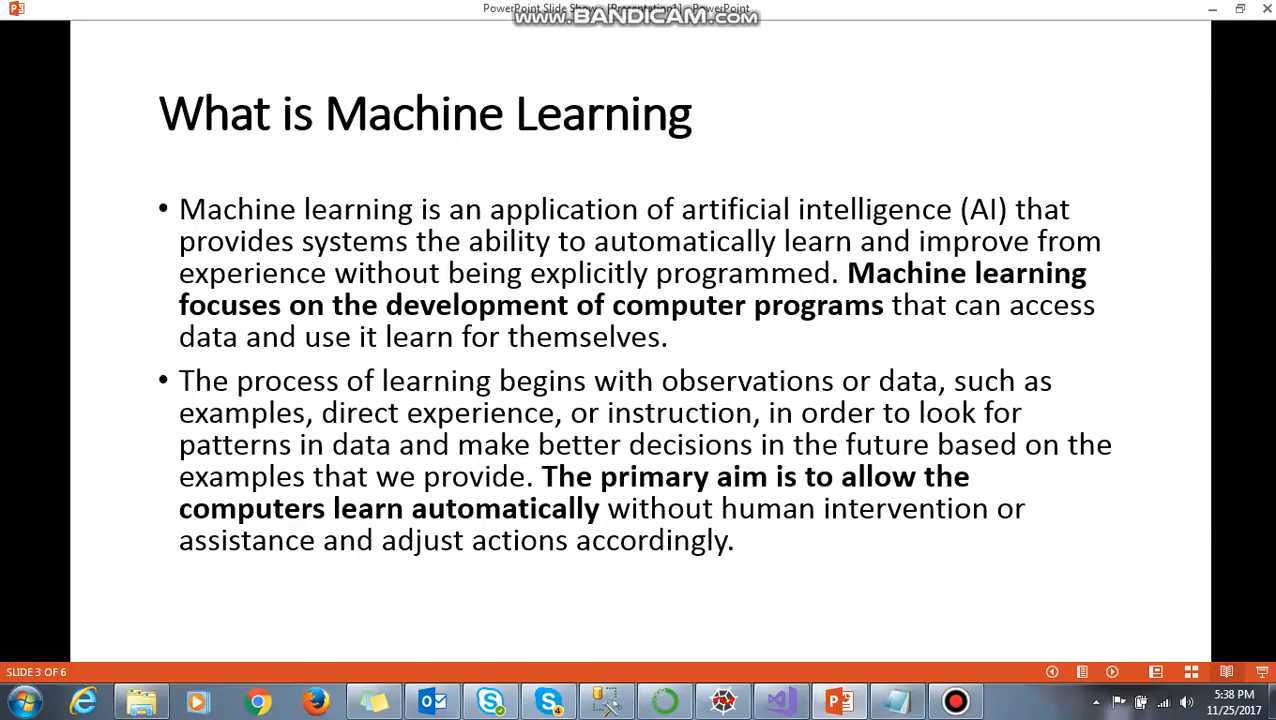 PowerPoint Slide Show - [Presentation1] - PowerPoint
www.BANDICAM.com
What is Machine Learning
• Machine learning is an application of artificial intelligence (AI) that
provides systems the ability to automatically learn and improve from
experience without being explicitly programmed. Machine learning
focuses on the development of computer programs that can access
data and use it learn for themselves.
• The process of learning begins with observations or data, such as
examples, direct experience, or instruction, in order to look for
patterns in data and make better decisions in the future based on the
examples that we provide. The primary aim is to allow the
computers learn automatically without human intervention or
assistance and adjust actions accordingly.
SLIDE 3 OF 6
5:38 PM
11/25/2017